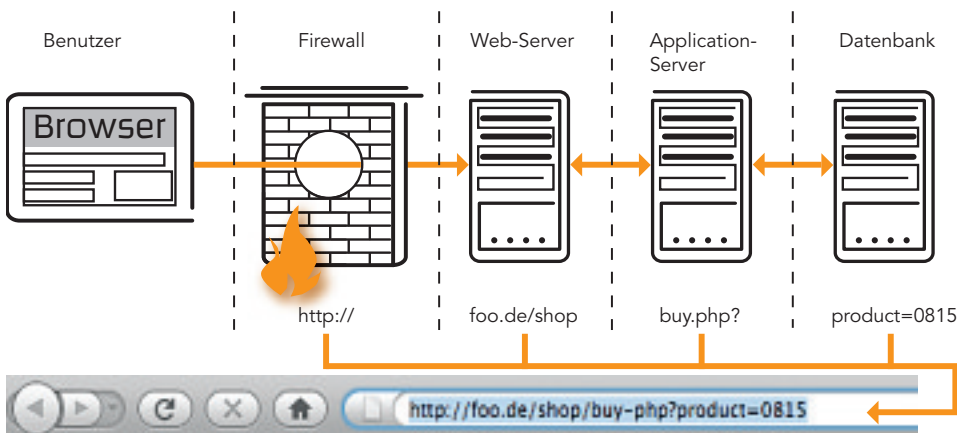 Benutzer
Firewall
Web-Server
Application-
Server
Datenbank
Browser
http://
foo.de/shop
buy.php?
product=0815
http://foo.de/shop/buy-php?product=0815